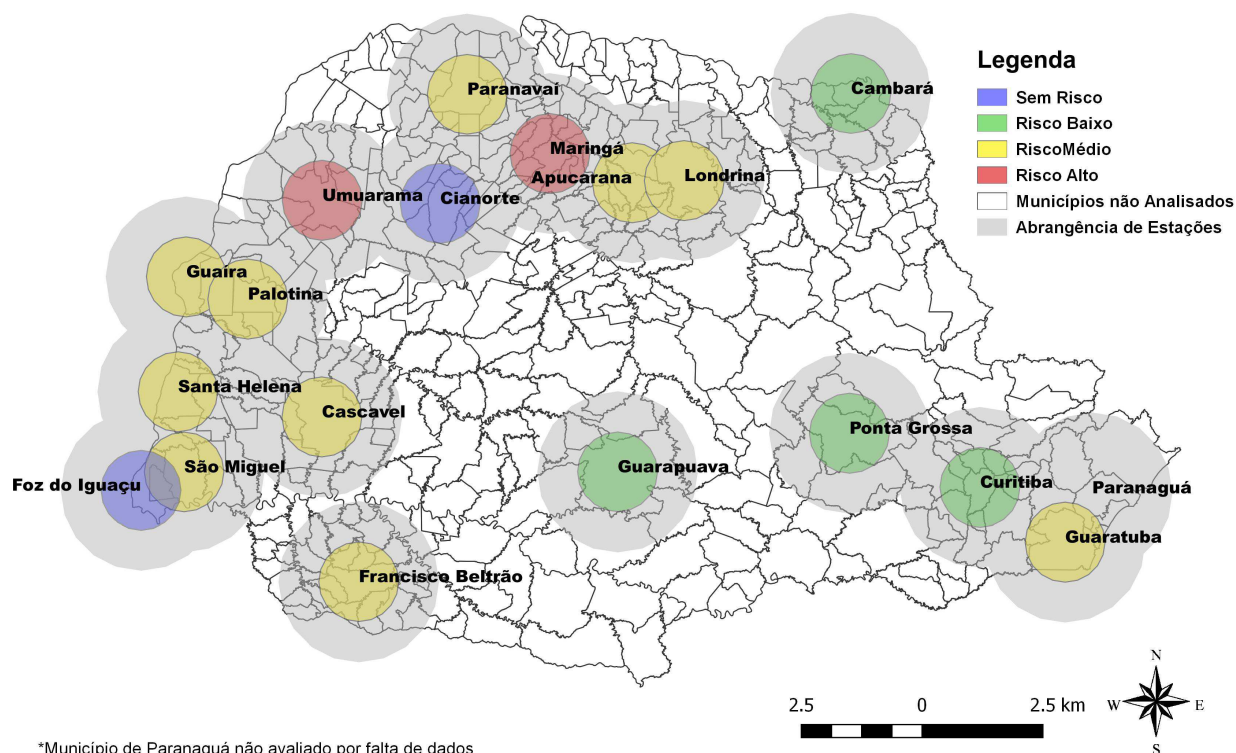 Paranavaí
Cambará
Maringá
Apucarana
Londrina
Umuarama
Cianorte
Guaíra
Palotina
Santa Helena
Cascavel
São Miguel
Foz do Iguaçu
Francisco Beltrão
Guarapuava
Ponta Grossa
Curitiba
Paranaguá
Guaratuba
Legenda
Sem Risco
Risco Baixo
RiscoMédio
Risco Alto
Municípios não Analisados
Abrangência de Estações
2.5 0 2.5 km
N
W E
S
*Município de Paranaguá não avaliado por falta de dados